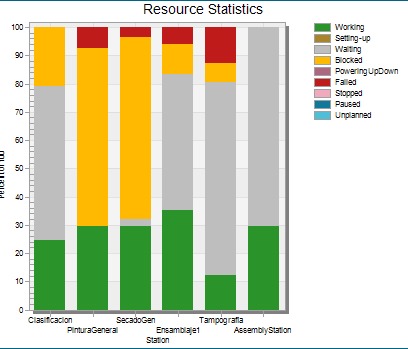 Resource Statistics
100
90
80
70
60
50
40
30
20
10
0
Clasificacion
SecadoGen
Tampografia
PinturaGeneral
Ensamblaje1
AssemblyStation
Station
Working
Setting-up
Waiting
Blocked
PoweringUpDown
Failed
Stopped
Paused
Unplanned